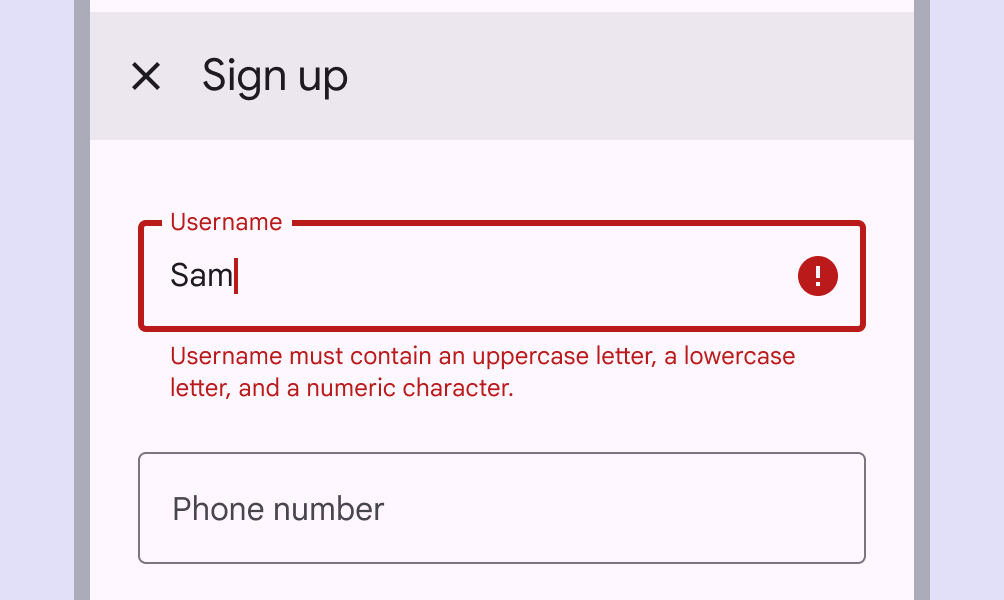 Sign up
Username
Sam
Username must contain an uppercase letter, a lowercase
letter, and a numeric character.
Phone number